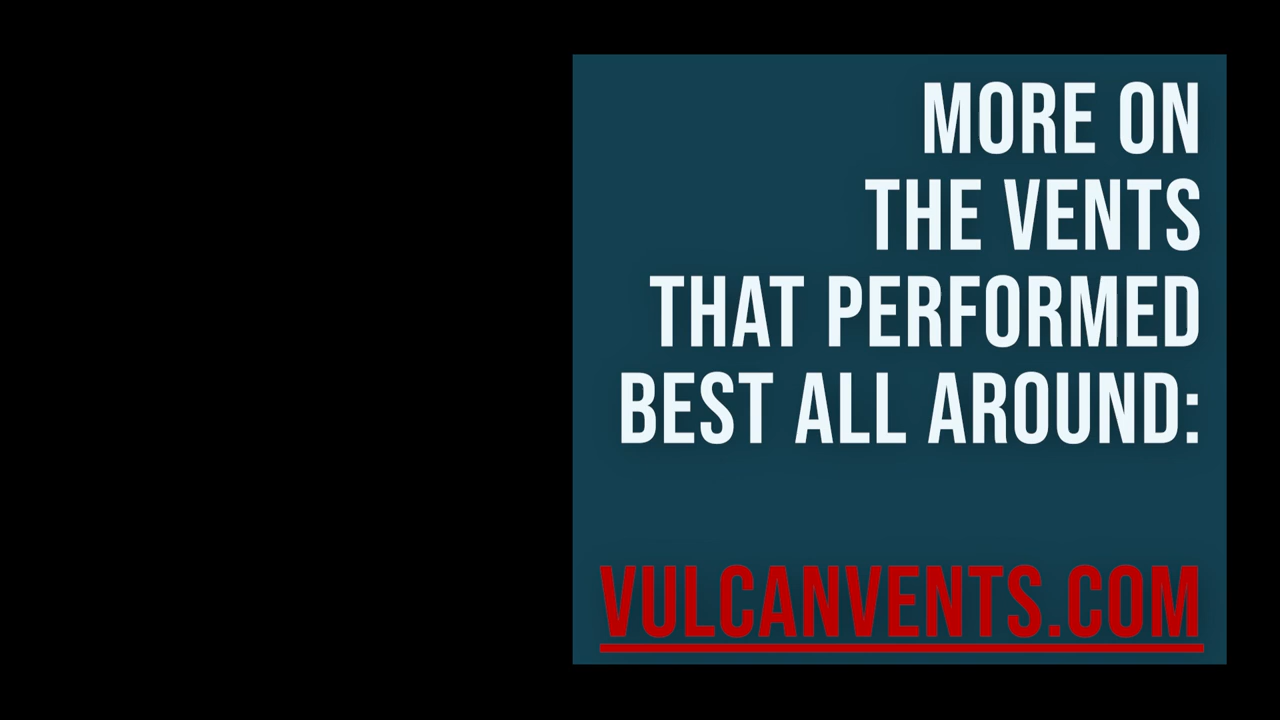 MORE ON
THE VENTS
THAT PERFORMED
BEST ALL AROUND:
VULCANVENTS.COM